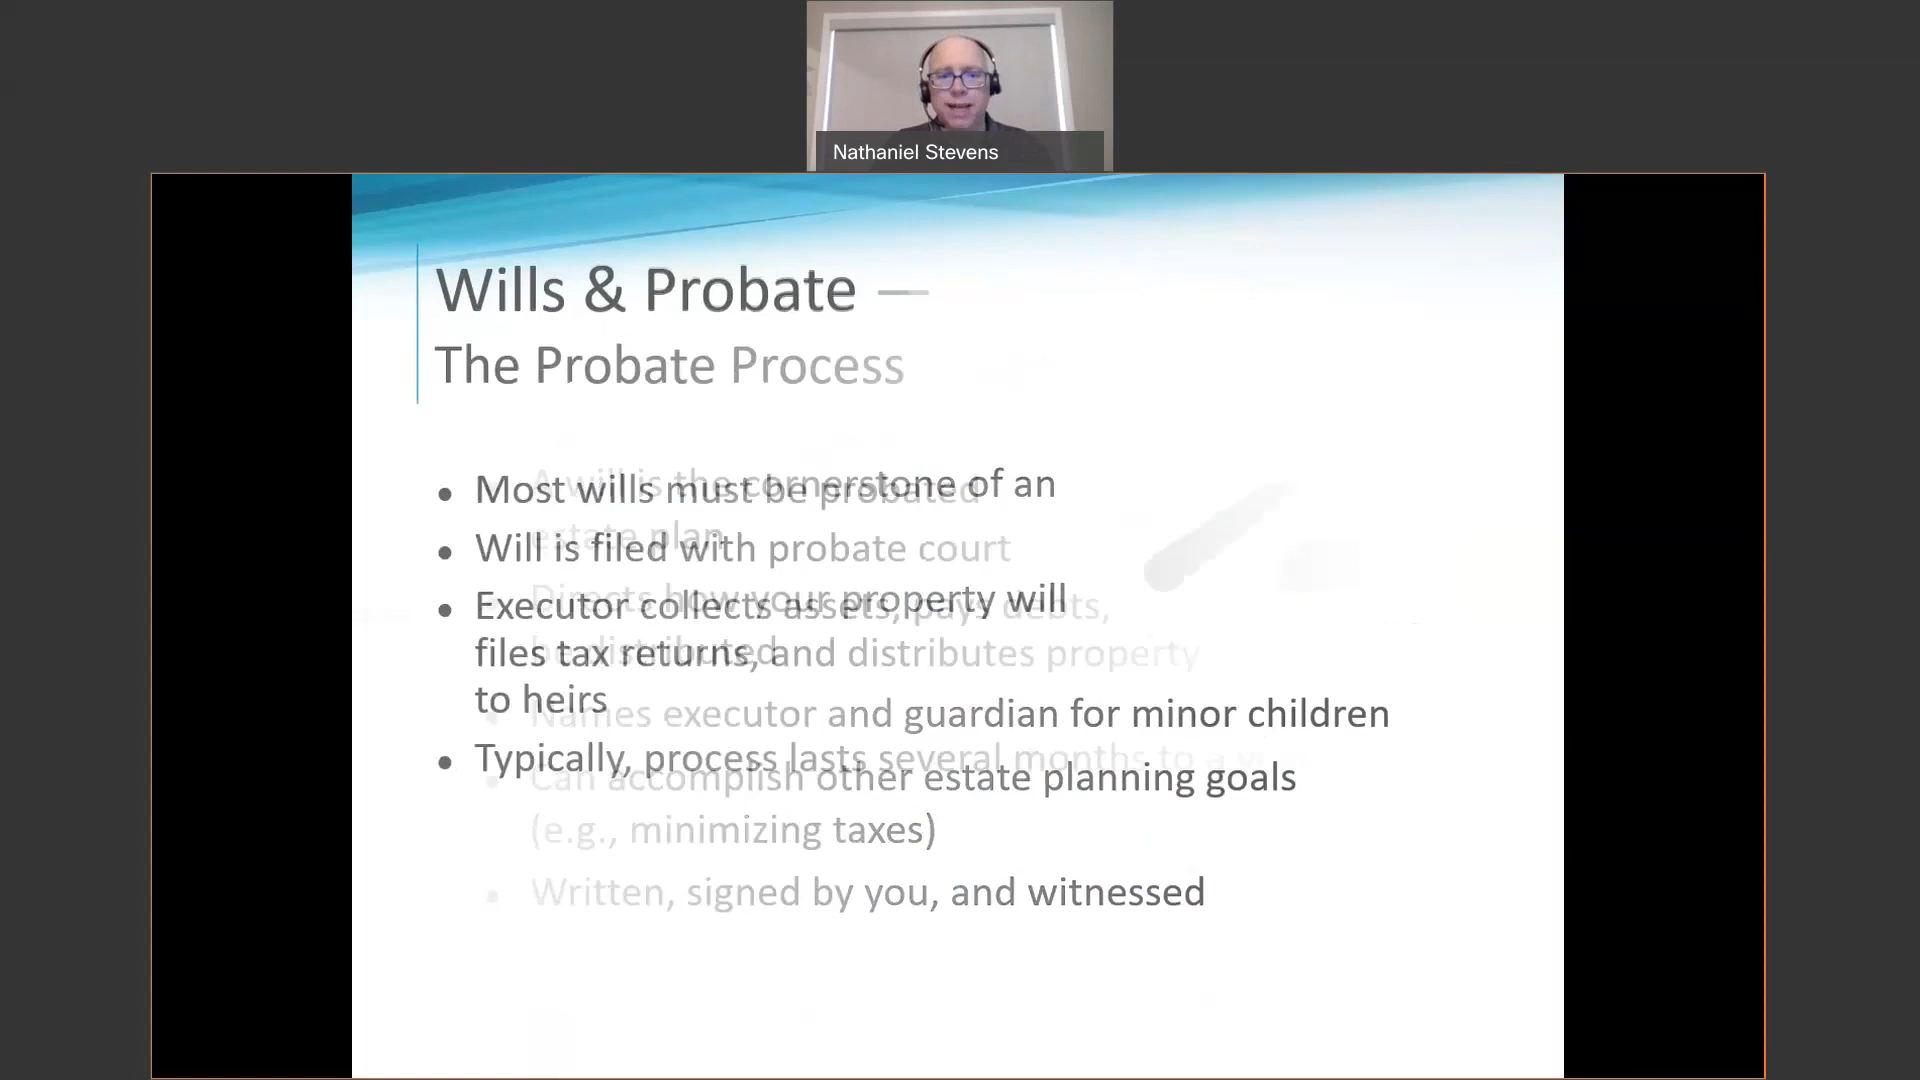 Nathaniel Stevens
Wills & Probate —
The Probate Process
• Most wills must be probated
• Will is filed with probate court
• Executor collects assets, pays debts,
files tax returns, and distributes property
to heirs
• Typically, process lasts several months to a
A will is the cornerstone of an
estate plan
Directs how your property will
be distributed
• Names executor and guardian for minor children
• Can accomplish other estate planning goals
(e.g., minimizing taxes)
• Written, signed by you, and witnessed